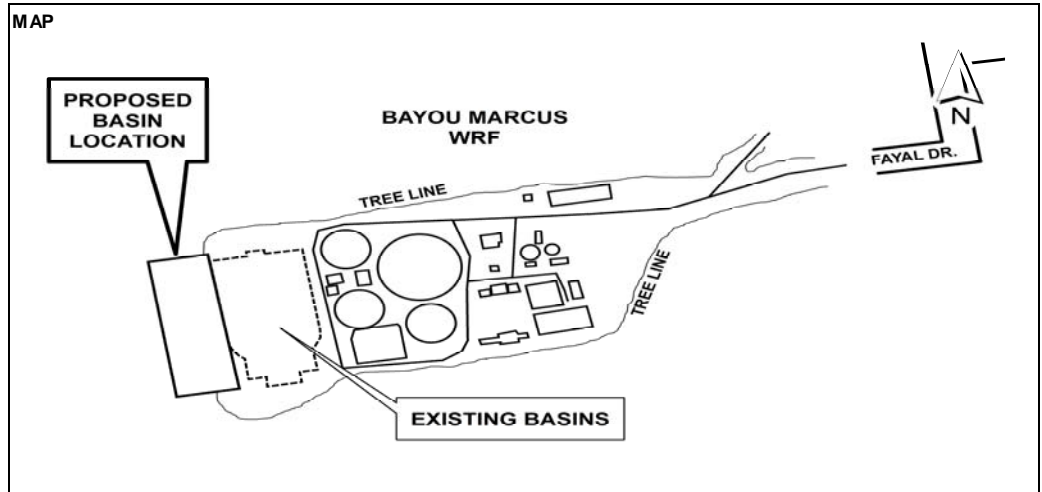 MAP
PROPOSED
BASIN
LOCATION
BAYOU MARCUS
WRF
N
FAYAL DR.
TREE LINE
TREE LINE
EXISTING BASINS